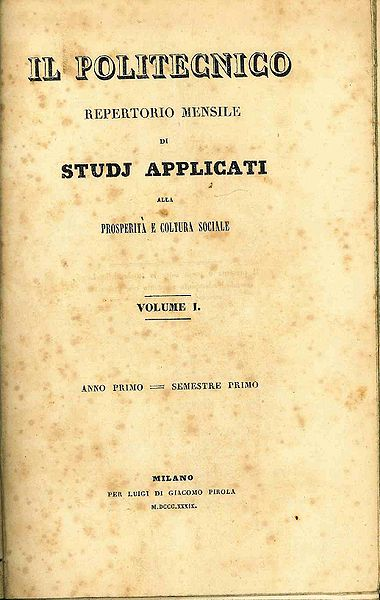 IL POLITECNICO
REPERTORIO MENSILE
DI
STUDJ APPLICATI
ALLA
PROSPERITÀ E COLTURA SOCIALE
VOLUME I.
ANNO PRIMO = SEMESTRE PRIMO
MILANO
PER LUIGI DI GIACOMO PIROLA
M.DCCC.XXXIX.